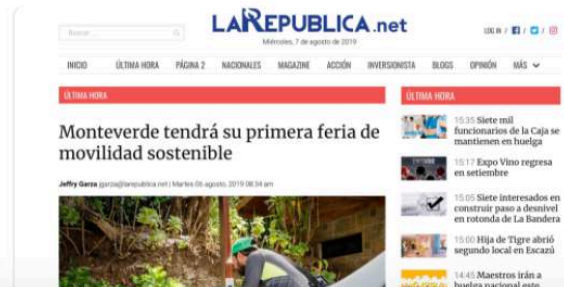 Buscar...
LAREPUBLICA.net
Miércoles, 7 de agosto de 2019
LOG IN / / /
INICIO ÚLTIMA HORA PÁGINA 2 NACIONALES MAGAZINE ACCIÓN INVERSIONISTA BLOGS OPINIÓN MÁS
ÚLTIMA HORA
Monteverde tendrá su primera feria de
movilidad sostenible
Jeffry Garza jgarza@larepublica.net | Martes 06 agosto, 2019 08:34 am
ÚLTIMA HORA
15:35 Siete mil
funcionarios de la Caja se
mantienen en huelga
15:17 Expo Vino regresa
en setiembre
15:05 Siete interesados en
construir paso a desnivel
en rotonda de La Bandera
15:00 Hija de Tigre abrió
segundo local en Escazú
14:45 Maestros irán a
huelga nacional este